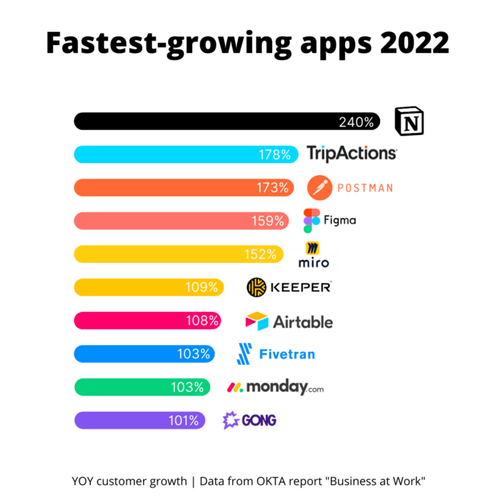 Fastest-growing apps 2022
240% N
178% TripActions
173% POSTMAN
159% Figma
152% miro
109% KEEPER
108% Airtable
103% Fivetran
103% monday.com
101% GONG
YOY customer growth | Data from OKTA report "Business at Work"